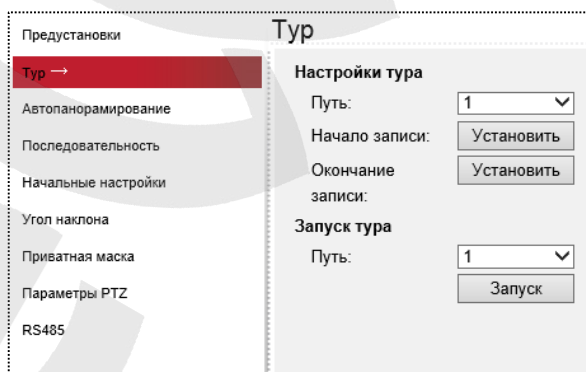 Предустановки
Тур →
Автопанорамирование
Последовательность
Начальные настройки
Угол наклона
Приватная маска
Параметры PTZ
RS485
Тур
Настройки тура
Путь: 1
Начало записи: Установить
Окончание записи: Установить
Запуск тура
Путь: 1
Запуск